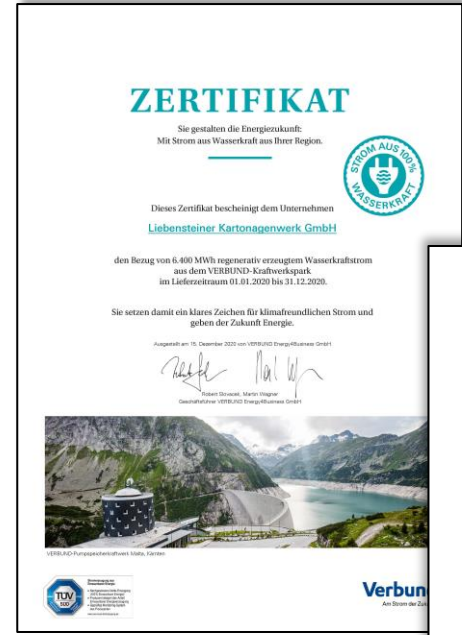 ZERTIFIKAT
Sie gestalten die Energiezukunft:
Mit Strom aus Wasserkraft aus Ihrer Region.
STROM AUS 100%
WASSERKRAFT
Dieses Zertifikat bescheinigt dem Unternehmen
Liebensteiner Kartonagenwerk GmbH
den Bezug von 6.400 MWh regenerativ erzeugtem Wasserkraftstrom
aus dem VERBUND-Kraftwerkspark
im Lieferzeitraum 01.01.2020 bis 31.12.2020.
Sie setzen damit ein klares Zeichen für klimafreundlichen Strom und
geben der Zukunft Energie.
Ausgestellt am 15. Dezember 2020 von VERBUND Energy4Business GmbH
Robert Slovacek, Martin Wagner
Geschäftsführer VERBUND Energy4Business GmbH
VERBUND-Pumpspeicherkraftwerk Malta, Kärnten
TÜV
SÜD
Verbun
Am Strom der Zuk